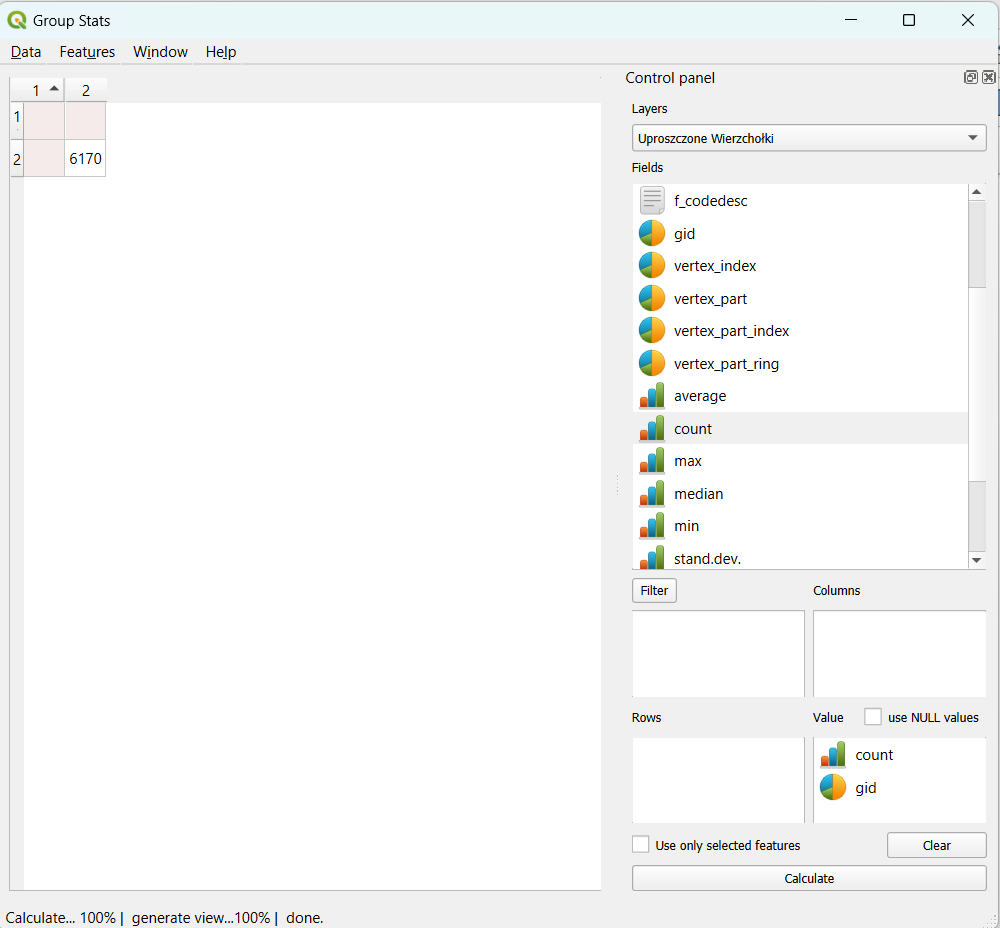 Group Stats
Data Features Window Help
1 2
1
2 6170
Control panel
Layers
Uproszczone Wierzchołki
Fields
f_codedesc
gid
vertex_index
vertex_part
vertex_part_index
vertex_part_ring
average
count
max
median
min
stand.dev.
Filter Columns
Rows Value use NULL values
count
gid
Use only selected features Clear
Calculate
Calculate... 100% | generate view...100% | done.